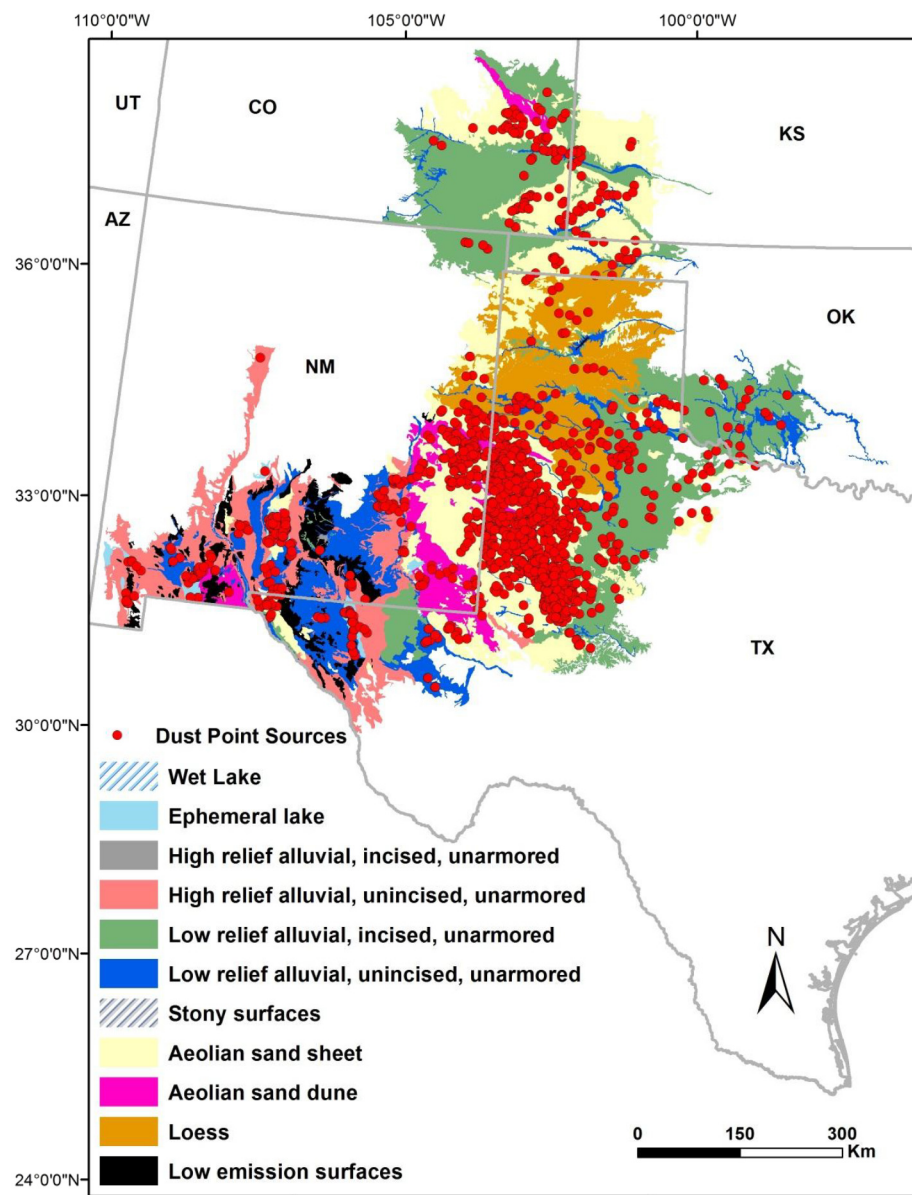 110°0'0"W 105°0'0"W 100°0'0"W
UT
CO
KS
AZ
36°0'0"N
OK
NM
33°0'0"N
TX
30°0'0"N
Dust Point Sources
Wet Lake
Ephemeral lake
High relief alluvial, incised, unarmored
High relief alluvial, unincised, unarmored
Low relief alluvial, incised, unarmored
27°0'0"N
N
Low relief alluvial, unincised, unarmored
Stony surfaces
Aeolian sand sheet
Aeolian sand dune
Loess
0 150 300
Km
Low emission surfaces
24°0'0"N